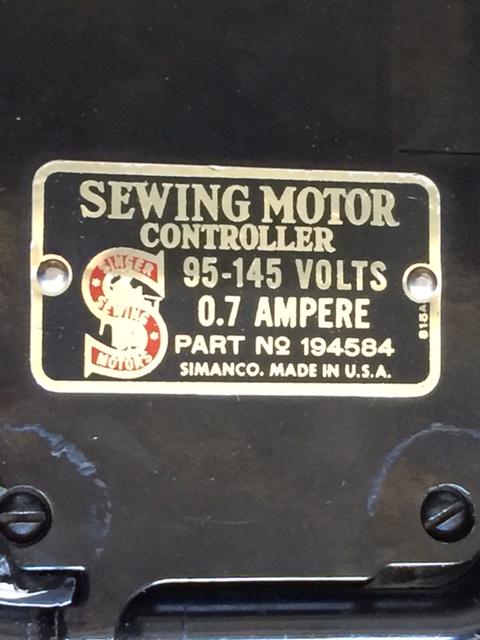 SEWING MOTOR
CONTROLLER
SINGER
SEWING
MOTORS
95-145 VOLTS
0.7 AMPERE
PART Nº 194584
SIMANCO. MADE IN U.S.A.